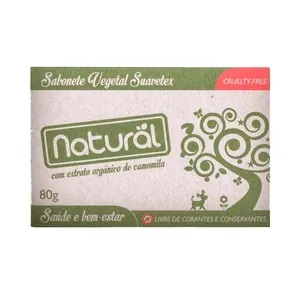 Sabonete Vegetal Suavetex
CRUELTY-FREE
Naturäl
com extrato orgânico de camomila
80g
Saúde e bem-estar
LIVRE DE CORANTES E CONSERVANTES.